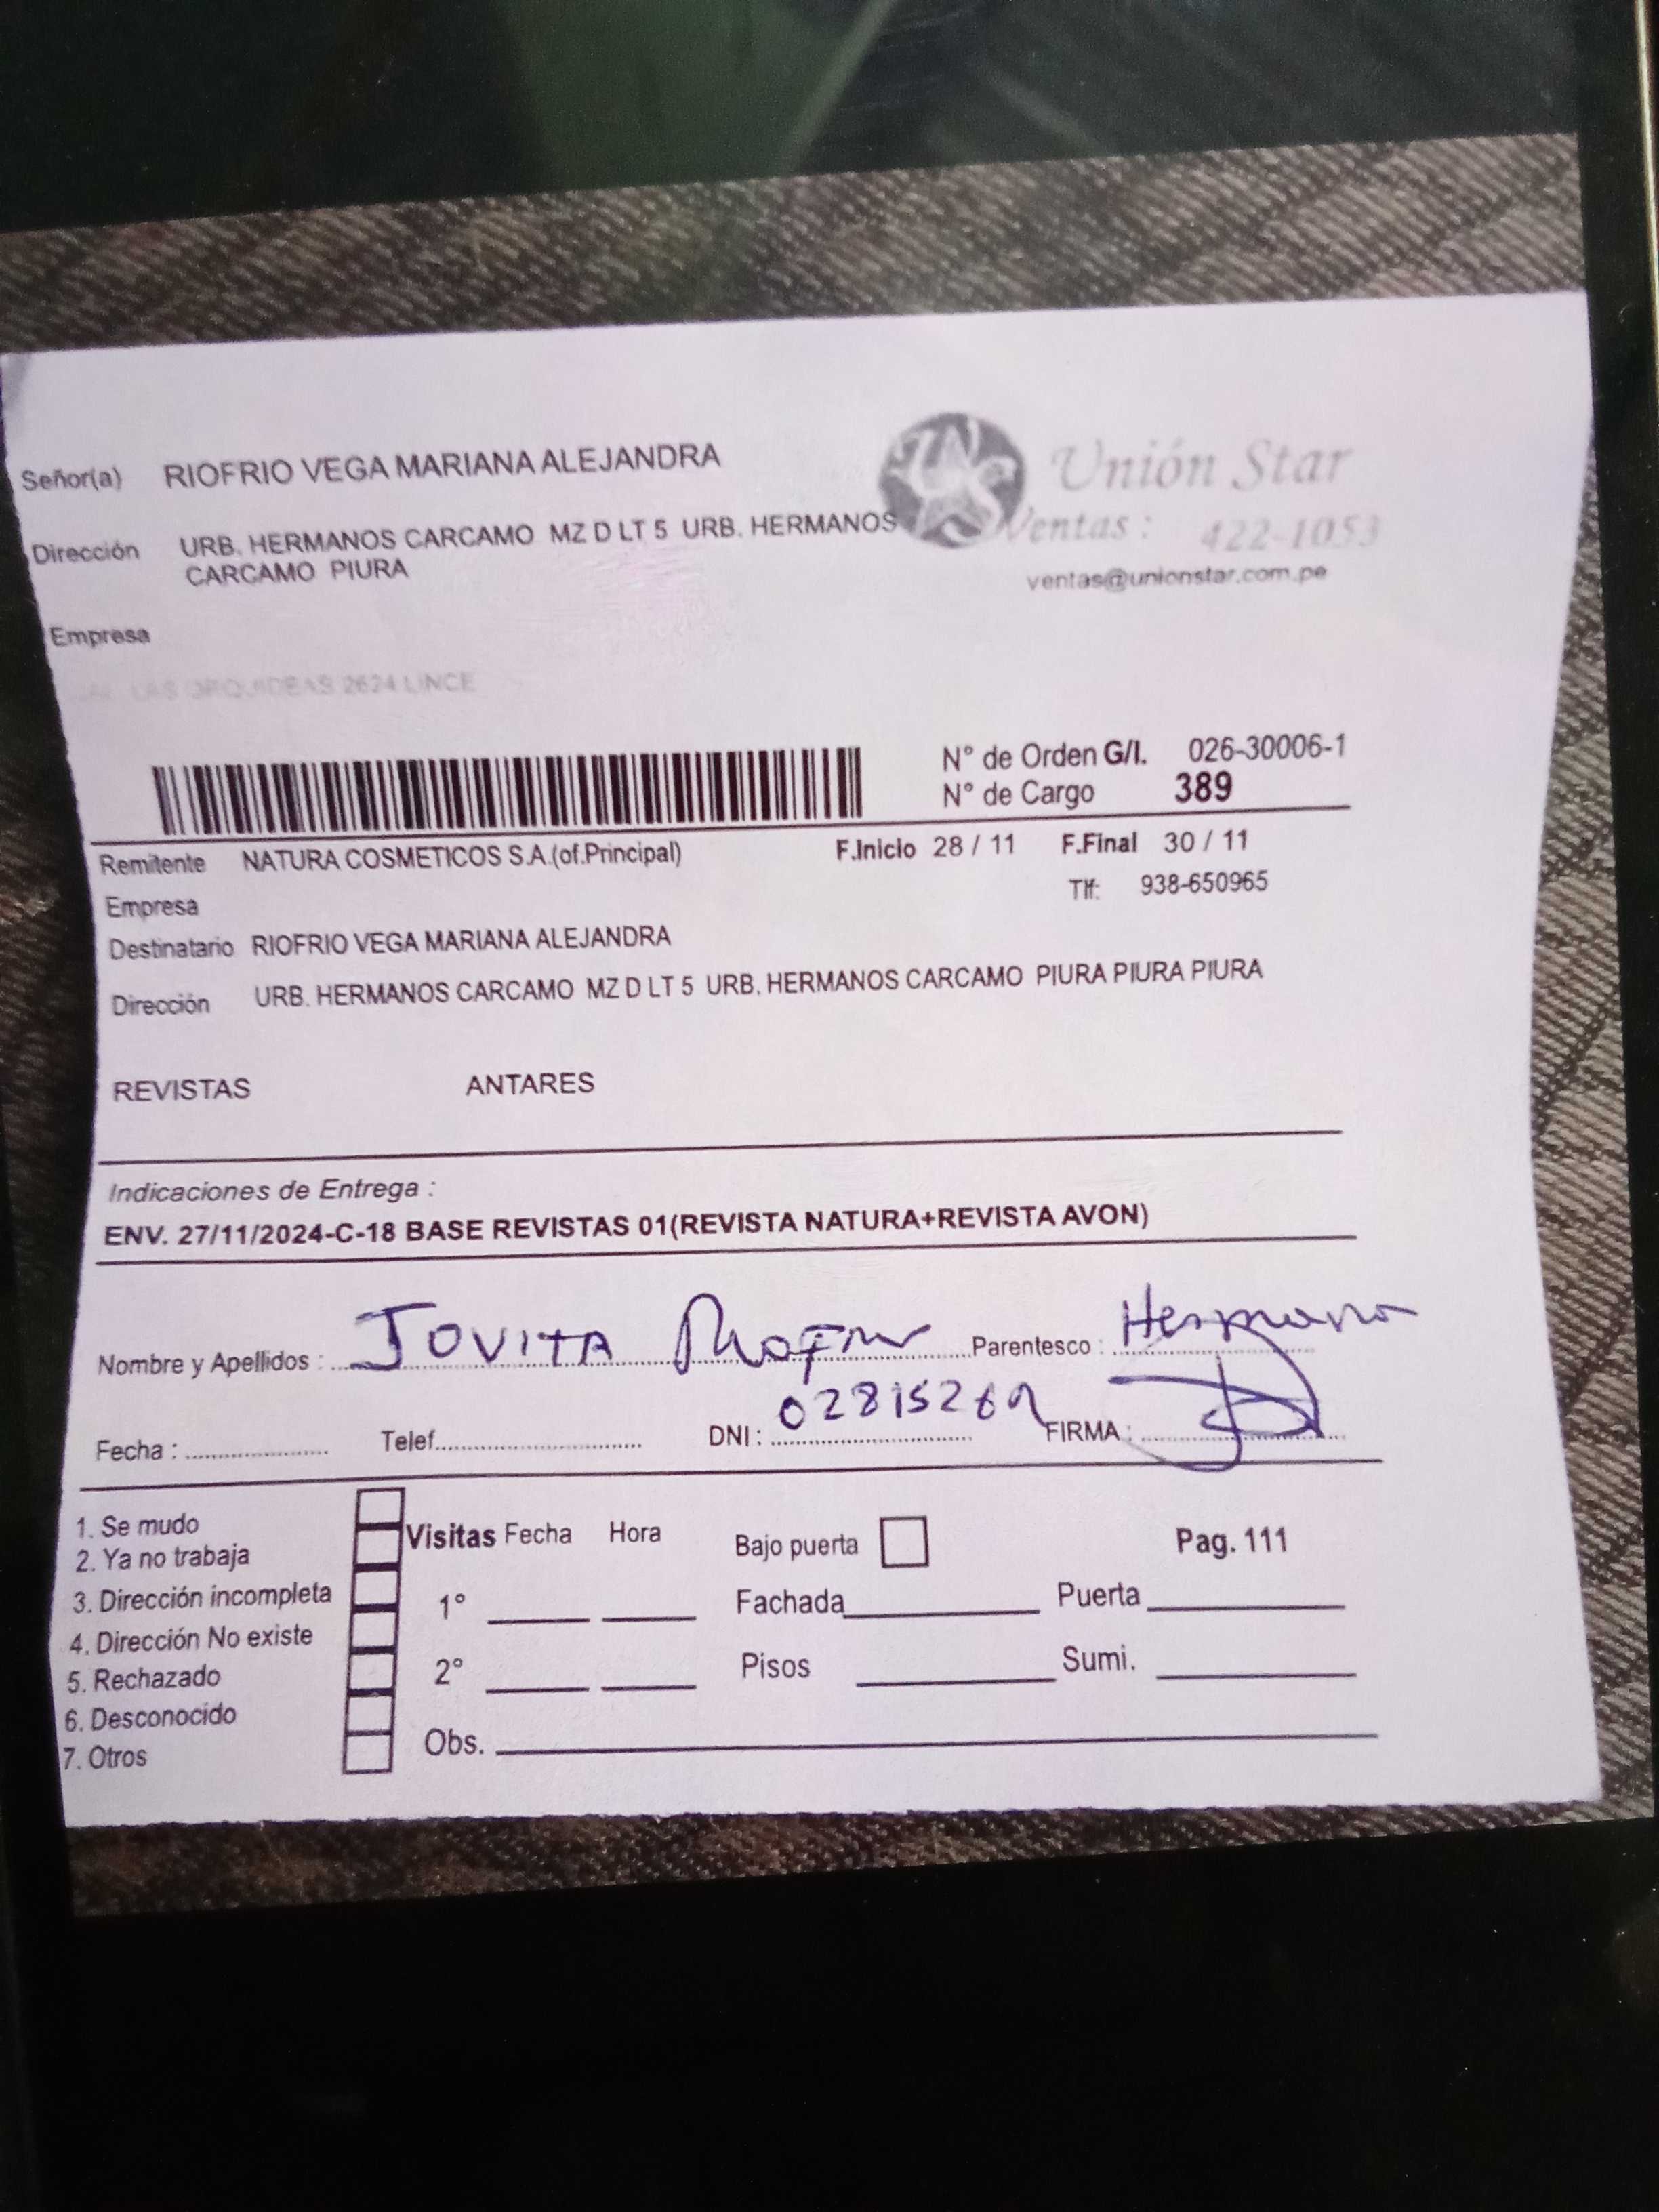 Señor(a) RIOFRIO VEGA MARIANA ALEJANDRA
Unión Star
Dirección URB. HERMANOS CARCAMO MZ D LT 5 URB. HERMANOS
CARCAMO PIURA
Ventas : 422-1053
ventas@unionstar.com.pe
Empresa
LAS ORQUIDEAS 2624 LINCE
N° de Orden G/I. 026-30006-1
N° de Cargo 389
Remitente NATURA COSMETICOS S.A.(of.Principal) F.Inicio 28 / 11 F.Final 30 / 11
Empresa Tlf: 938-650965
Destinatario RIOFRIO VEGA MARIANA ALEJANDRA
Dirección URB. HERMANOS CARCAMO MZ D LT 5 URB. HERMANOS CARCAMO PIURA PIURA PIURA
REVISTAS ANTARES
Indicaciones de Entrega :
ENV. 27/11/2024-C-18 BASE REVISTAS 01(REVISTA NATURA+REVISTA AVON)
Nombre y Apellidos : JOVITA Parentesco : Hermana
Fecha : Telef. DNI : FIRMA :
1. Se mudo
2. Ya no trabaja
3. Dirección incompleta
4. Dirección No existe
5. Rechazado
6. Desconocido
7. Otros
Visitas Fecha Hora
1°
2°
Obs.
Bajo puerta Pag. 111
Fachada Puerta
Pisos Sumi.